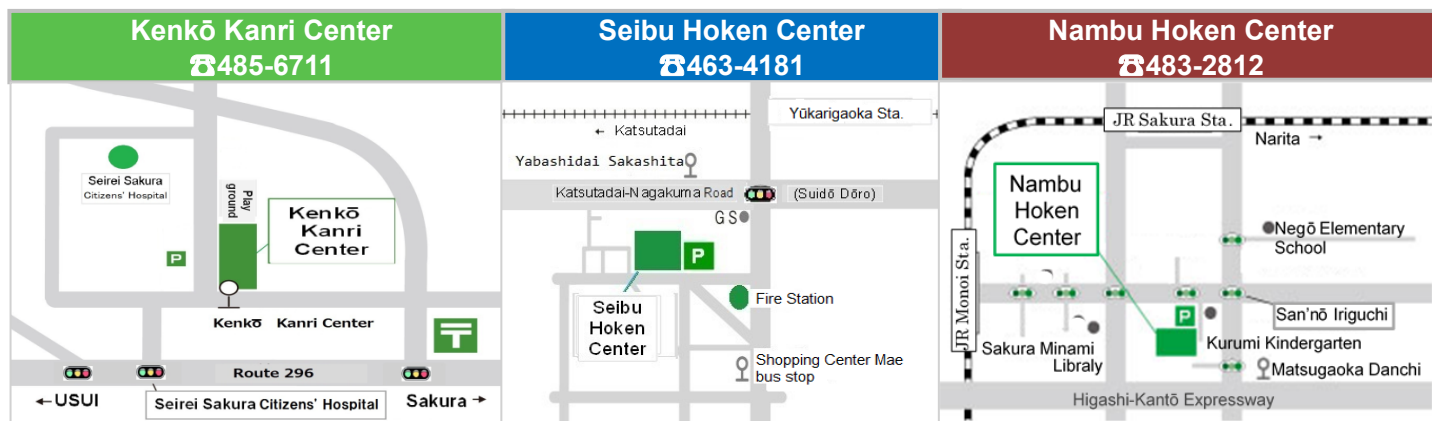 Kenkō Kanri Center
☎485-6711
Seirei Sakura
Citizens' Hospital
Play
ground
Kenkō
Kanri
Center
P
Kenkō Kanri Center
〒
Route 296
←USUI
Seirei Sakura Citizens' Hospital
Sakura→
Seibu Hoken Center
☎463-4181
Yūkarigaoka Sta.
← Katsutadai
Yabashidai Sakashita
Katsutadai-Nagakuma Road
(Suidō Dōro)
GS
P
Fire Station
Seibu
Hoken
Center
Shopping Center Mae
bus stop
Nambu Hoken Center
☎483-2812
JR Sakura Sta.
Narita →
Nambu
Hoken
Center
Negō Elementary
School
JR Monoi Sta.
San'nō Iriguchi
P
Sakura Minami
Libraly
Kurumi Kindergarten
Matsugaoka Danchi
Higashi-Kantō Expressway